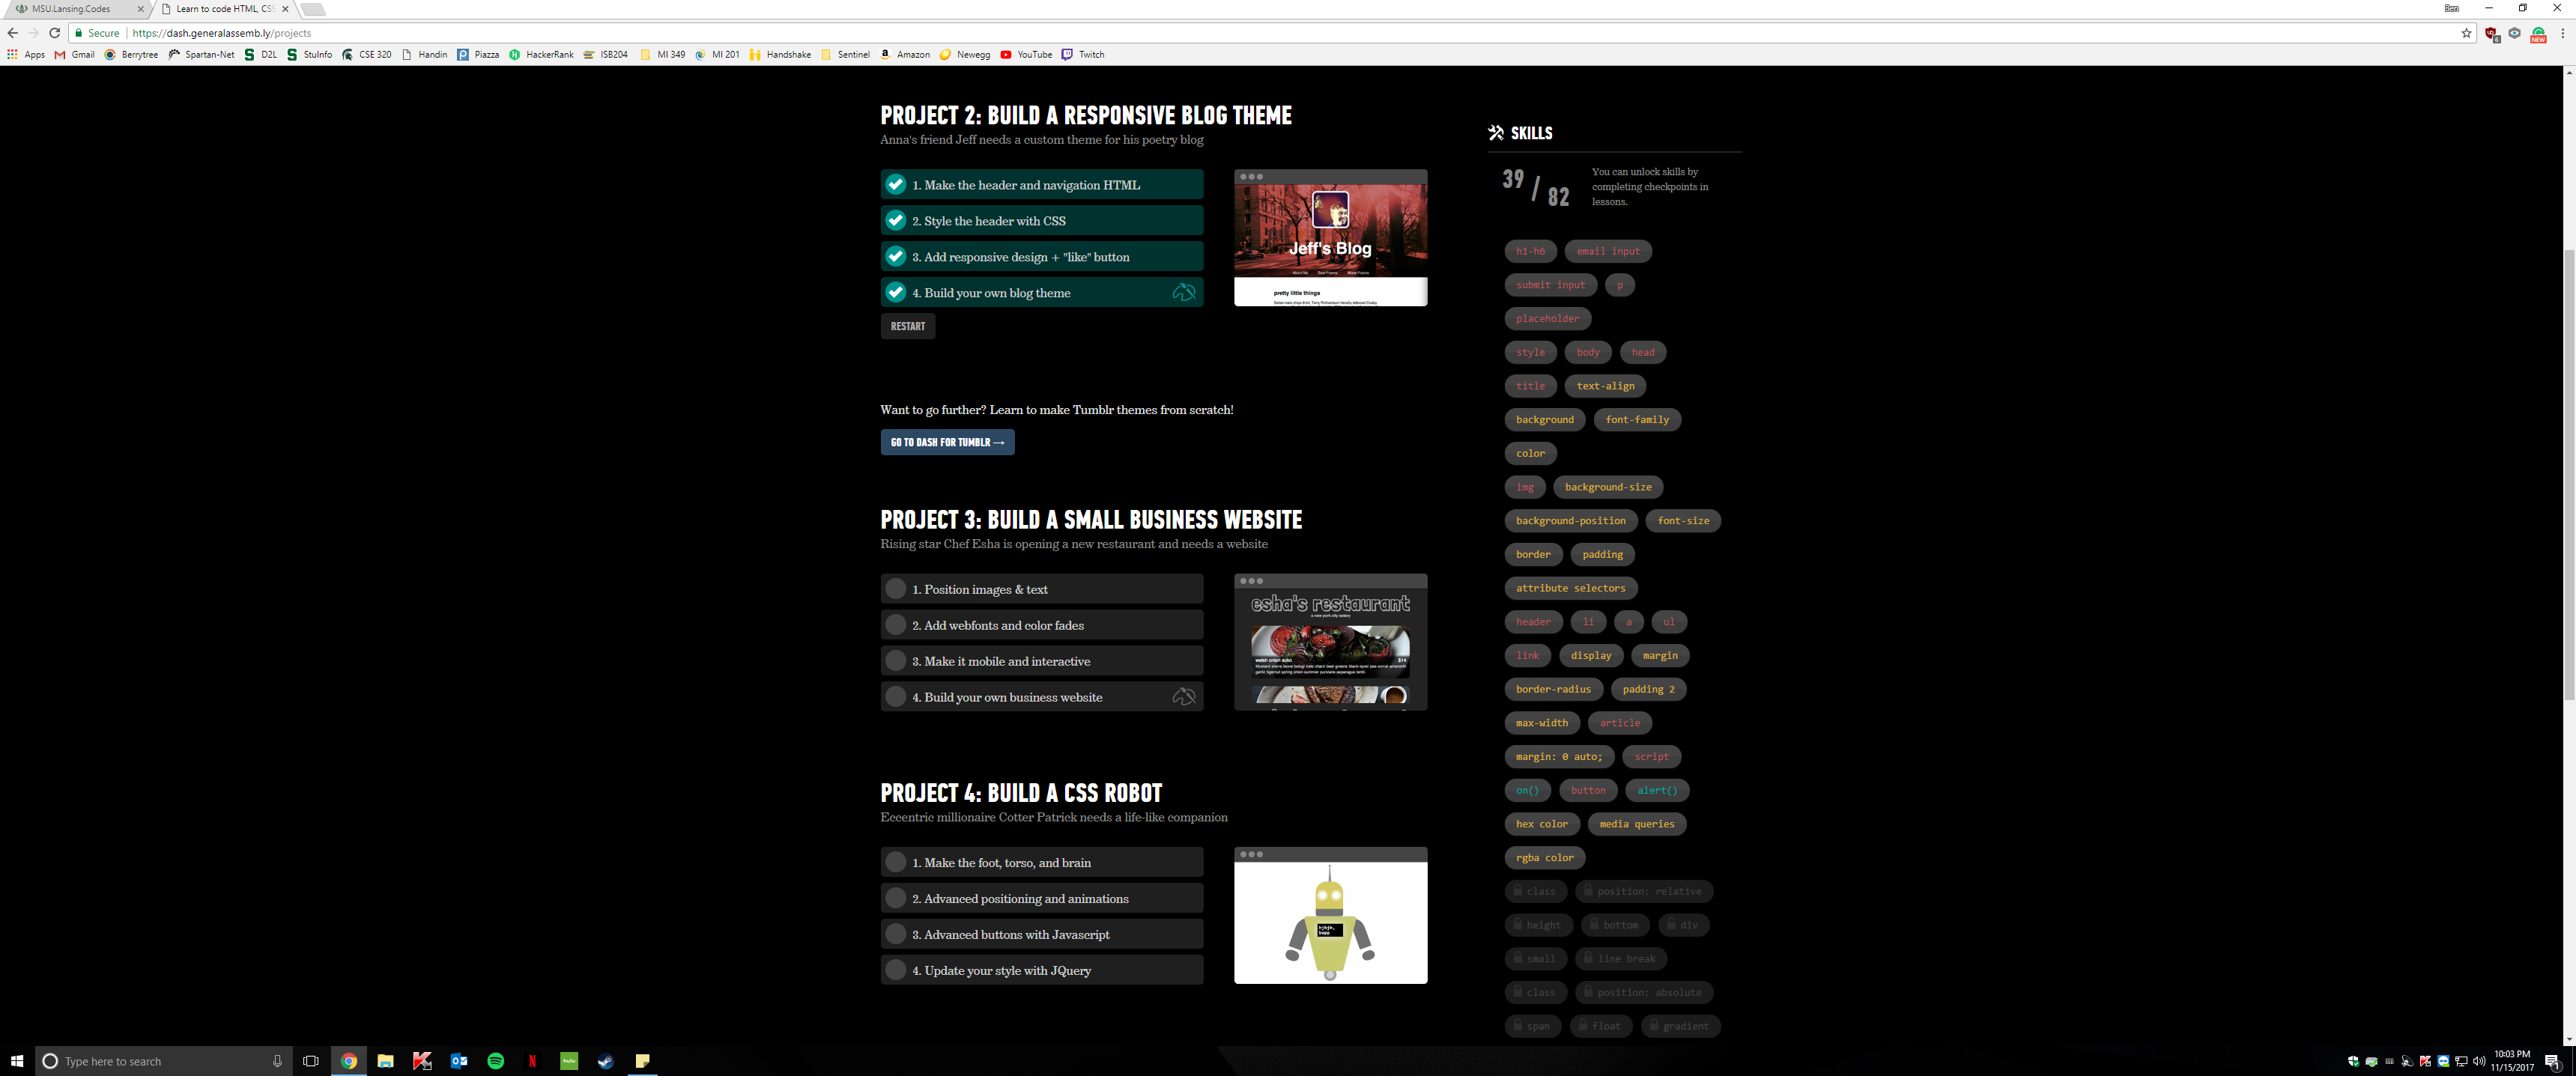 MSU.Lansing.Codes
Learn to code HTML, CSS
Ben
Secure
https://dash.generalassemb.ly/projects
Apps Gmail Berrytree Spartan-Net D2L StuInfo CSE 320 Handin Piazza HackerRank ISB204 MI 349 MI 201 Handshake Sentinel Amazon Newegg YouTube Twitch
PROJECT 2: BUILD A RESPONSIVE BLOG THEME
Anna's friend Jeff needs a custom theme for his poetry blog
1. Make the header and navigation HTML
2. Style the header with CSS
3. Add responsive design + "like" button
4. Build your own blog theme
RESTART
Jeff's Blog
About Me
pretty little things
Want to go further? Learn to make Tumblr themes from scratch!
GO TO DASH FOR TUMBLR →
PROJECT 3: BUILD A SMALL BUSINESS WEBSITE
Rising star Chef Esha is opening a new restaurant and needs a website
1. Position images & text
2. Add webfonts and color fades
3. Make it mobile and interactive
4. Build your own business website
esha's restaurant
a new york city eatery
welsh onion soko $14
PROJECT 4: BUILD A CSS ROBOT
Eccentric millionaire Cotter Patrick needs a life-like companion
1. Make the foot, torso, and brain
2. Advanced positioning and animations
3. Advanced buttons with Javascript
4. Update your style with JQuery
SKILLS
39 / 82
You can unlock skills by
completing checkpoints in
lessons.
h1-h6 email input
submit input p
placeholder
style body head
title text-align
background font-family
color
img background-size
background-position font-size
border padding
attribute selectors
header li a ul
link display margin
border-radius padding 2
max-width article
margin: 0 auto; script
on() button alert()
hex color media queries
rgba color
class position: relative
height bottom div
small line break
class position: absolute
span float gradient
Type here to search
hulu
10:03 PM
11/15/2017